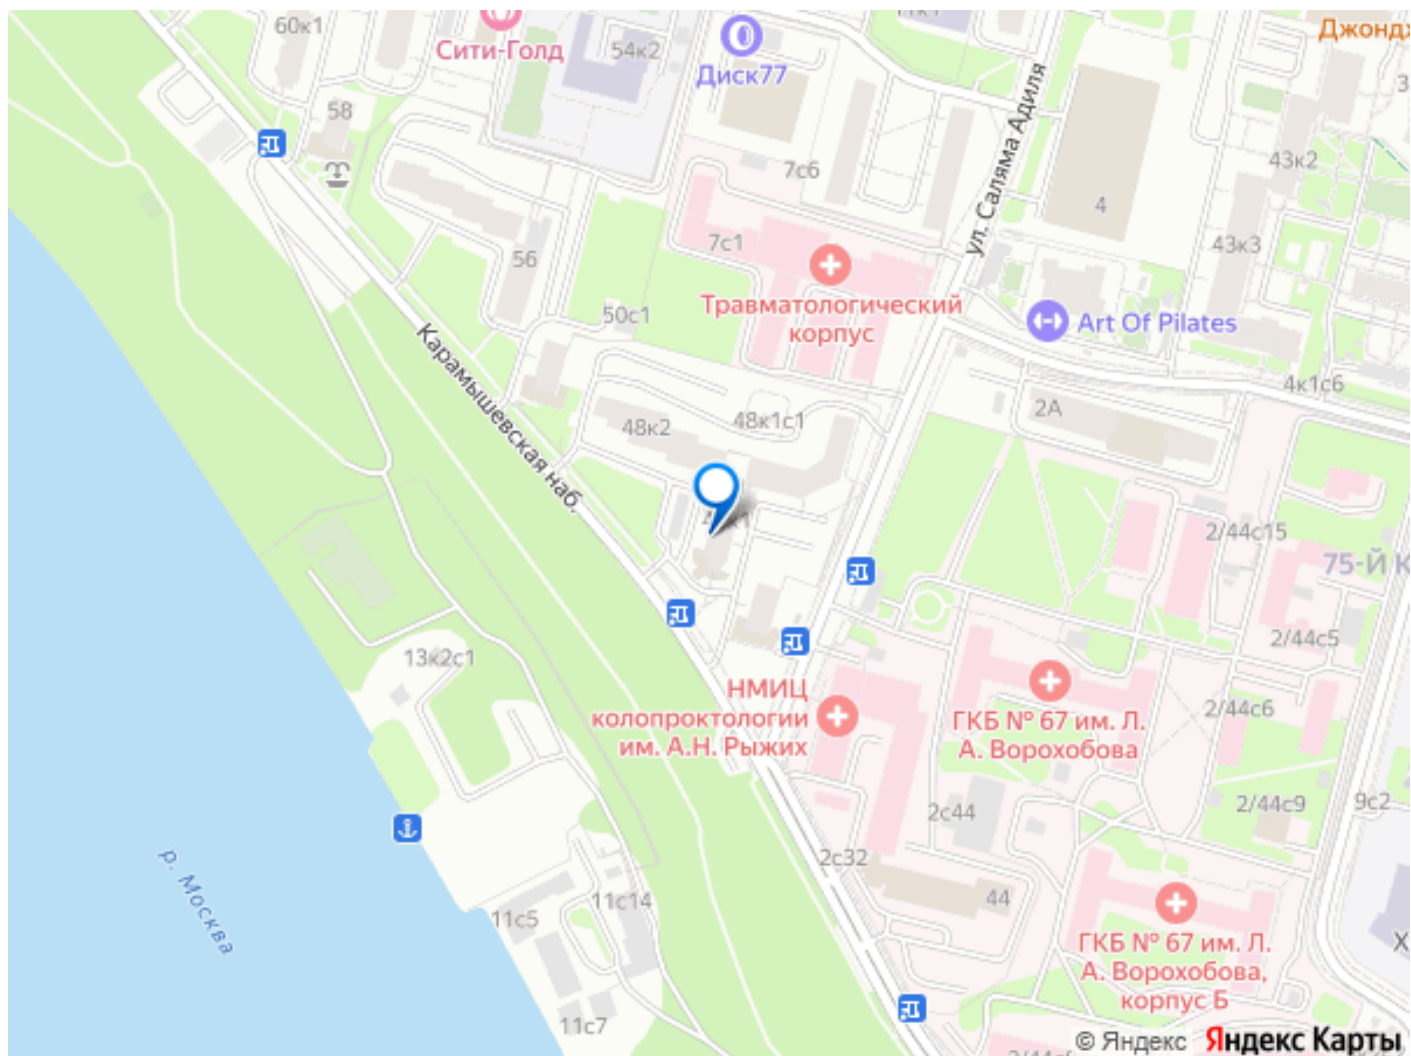 60к1
Сити-Голд
54к2
Диск77
58
7с6
ул. Саляма Адиля
4
43к2
43к3
56
7с1
Травматологический
корпус
50с1
Art Of Pilates
Карамышевская наб.
4к1с6
2А
48к2
48к1с1
2/44с15
75-Й К
2/44с5
13к2с1
НМИЦ
колопроктологии
им. А.Н. Рыжих
ГКБ № 67 им. Л.
А. Ворохобова
2/44с6
2с44
2/44с9
9с2
2с32
р. Москва
44
11с5
11с14
ГКБ № 67 им. Л.
А. Ворохобова,
корпус Б
11с7
© Яндекс Яндекс Карты